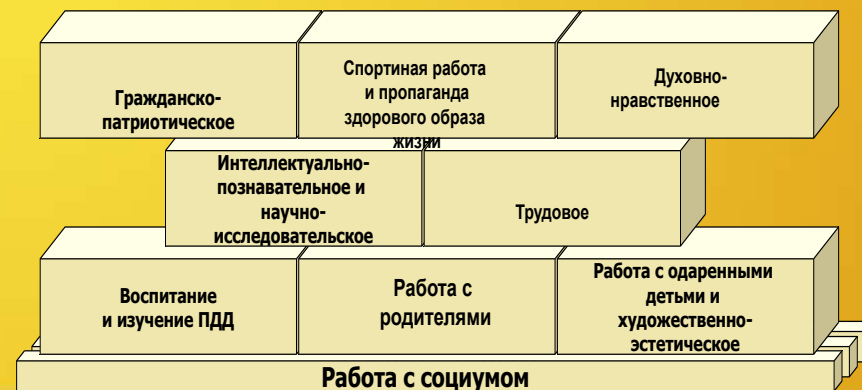 Гражданско-
патриотическое
Спортиная работа
и пропаганда
здорового образа
жизни
Духовно-
нравственное
Интеллектуально-
познавательное и
научно-
исследовательское
Трудовое
Воспитание
и изучение ПДД
Работа с
родителями
Работа с одаренными
детьми и
художественно-
эстетическое
Работа с социумом